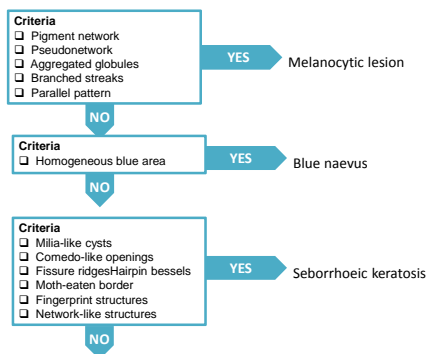 Criteria
❑ Pigment network
❑ Pseudonetwork
❑ Aggregated globules
❑ Branched streaks
❑ Parallel pattern
YES
Melanocytic lesion
NO
Criteria
❑ Homogeneous blue area
YES
Blue naevus
NO
Criteria
❑ Milia-like cysts
❑ Comedo-like openings
❑ Fissure ridgesHairpin bessels
❑ Moth-eaten border
❑ Fingerprint structures
❑ Network-like structures
YES
Seborrhoeic keratosis
NO